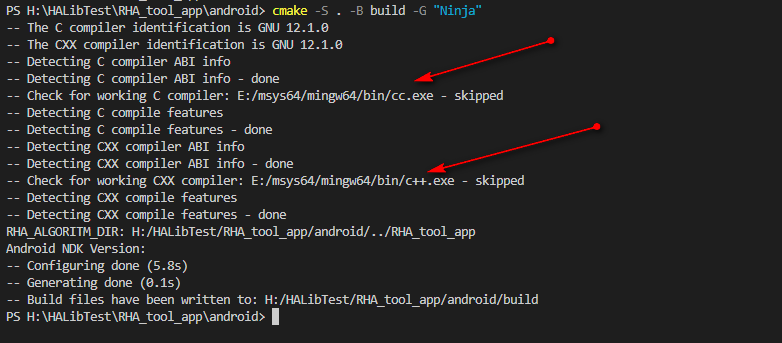 PS H:\HALibTest\RHA_tool_app\android> cmake -S . -B build -G "Ninja"
-- The C compiler identification is GNU 12.1.0
-- The CXX compiler identification is GNU 12.1.0
-- Detecting C compiler ABI info
-- Detecting C compiler ABI info - done
-- Check for working C compiler: E:/msys64/mingw64/bin/cc.exe - skipped
-- Detecting C compile features
-- Detecting C compile features - done
-- Detecting CXX compiler ABI info
-- Detecting CXX compiler ABI info - done
-- Check for working CXX compiler: E:/msys64/mingw64/bin/c++.exe - skipped
-- Detecting CXX compile features
-- Detecting CXX compile features - done
RHA_ALGORITM_DIR: H:/HALibTest/RHA_tool_app/android/../RHA_tool_app
Android NDK Version:
-- Configuring done (5.8s)
-- Generating done (0.1s)
-- Build files have been written to: H:/HALibTest/RHA_tool_app/android/build
PS H:\HALibTest\RHA_tool_app\android>